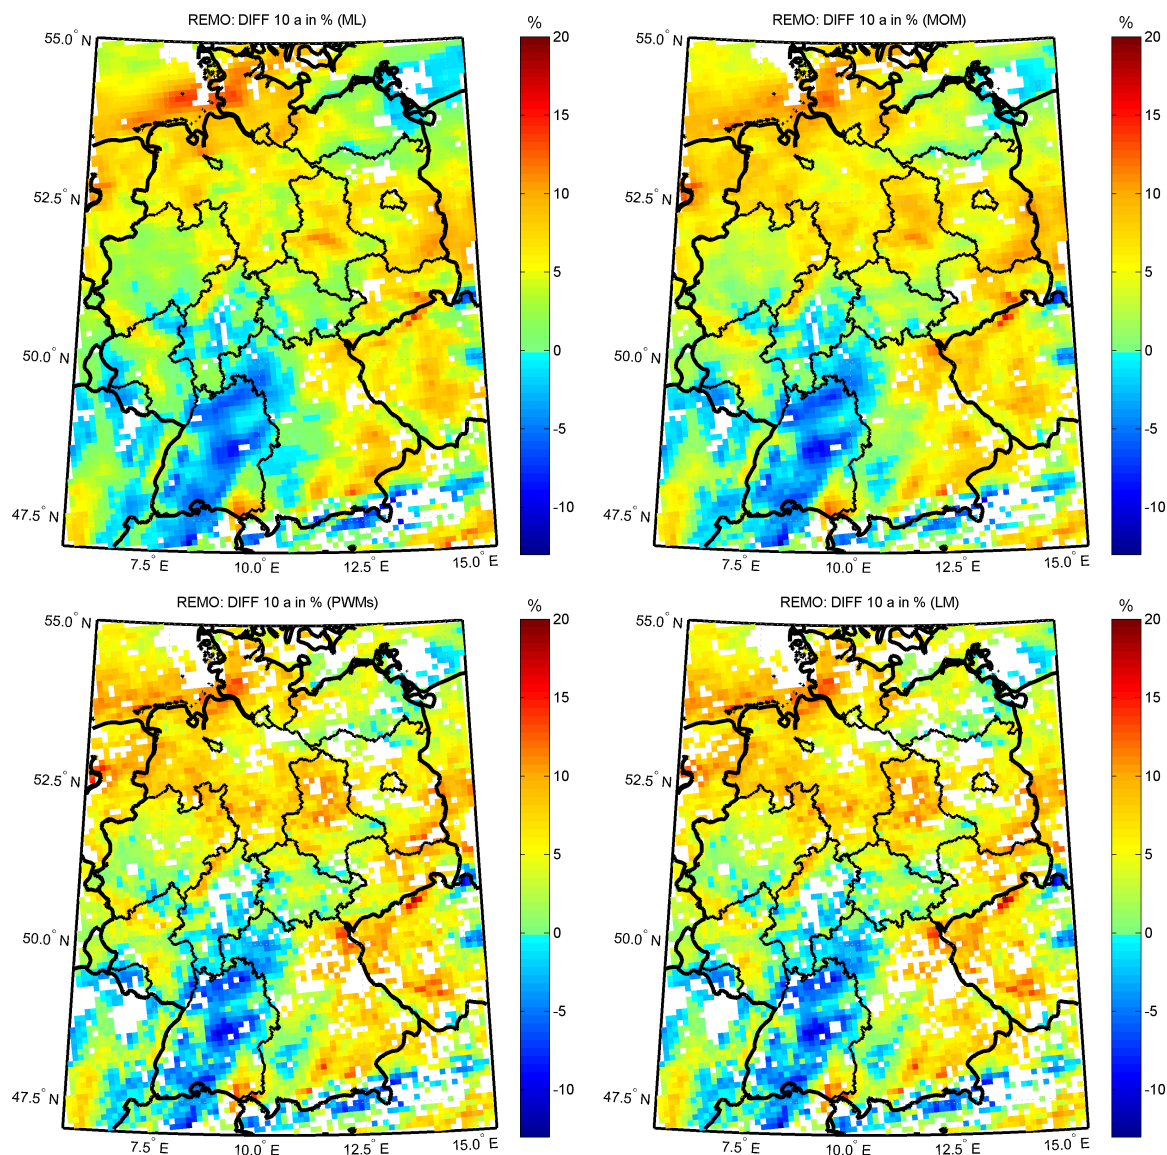 REMO: DIFF 10 a in % (ML)
%
55.0° N
52.5° N
50.0° N
47.5° N
7.5° E
10.0° E
12.5° E
15.0° E
20
15
10
5
0
-5
-10
REMO: DIFF 10 a in % (MOM)
%
55.0° N
52.5° N
50.0° N
47.5° N
7.5° E
10.0° E
12.5° E
15.0° E
20
15
10
5
0
-5
-10
REMO: DIFF 10 a in % (PWMs)
%
55.0° N
52.5° N
50.0° N
47.5° N
7.5° E
10.0° E
12.5° E
15.0° E
20
15
10
5
0
-5
-10
REMO: DIFF 10 a in % (LM)
%
55.0° N
52.5° N
50.0° N
47.5° N
7.5° E
10.0° E
12.5° E
15.0° E
20
15
10
5
0
-5
-10